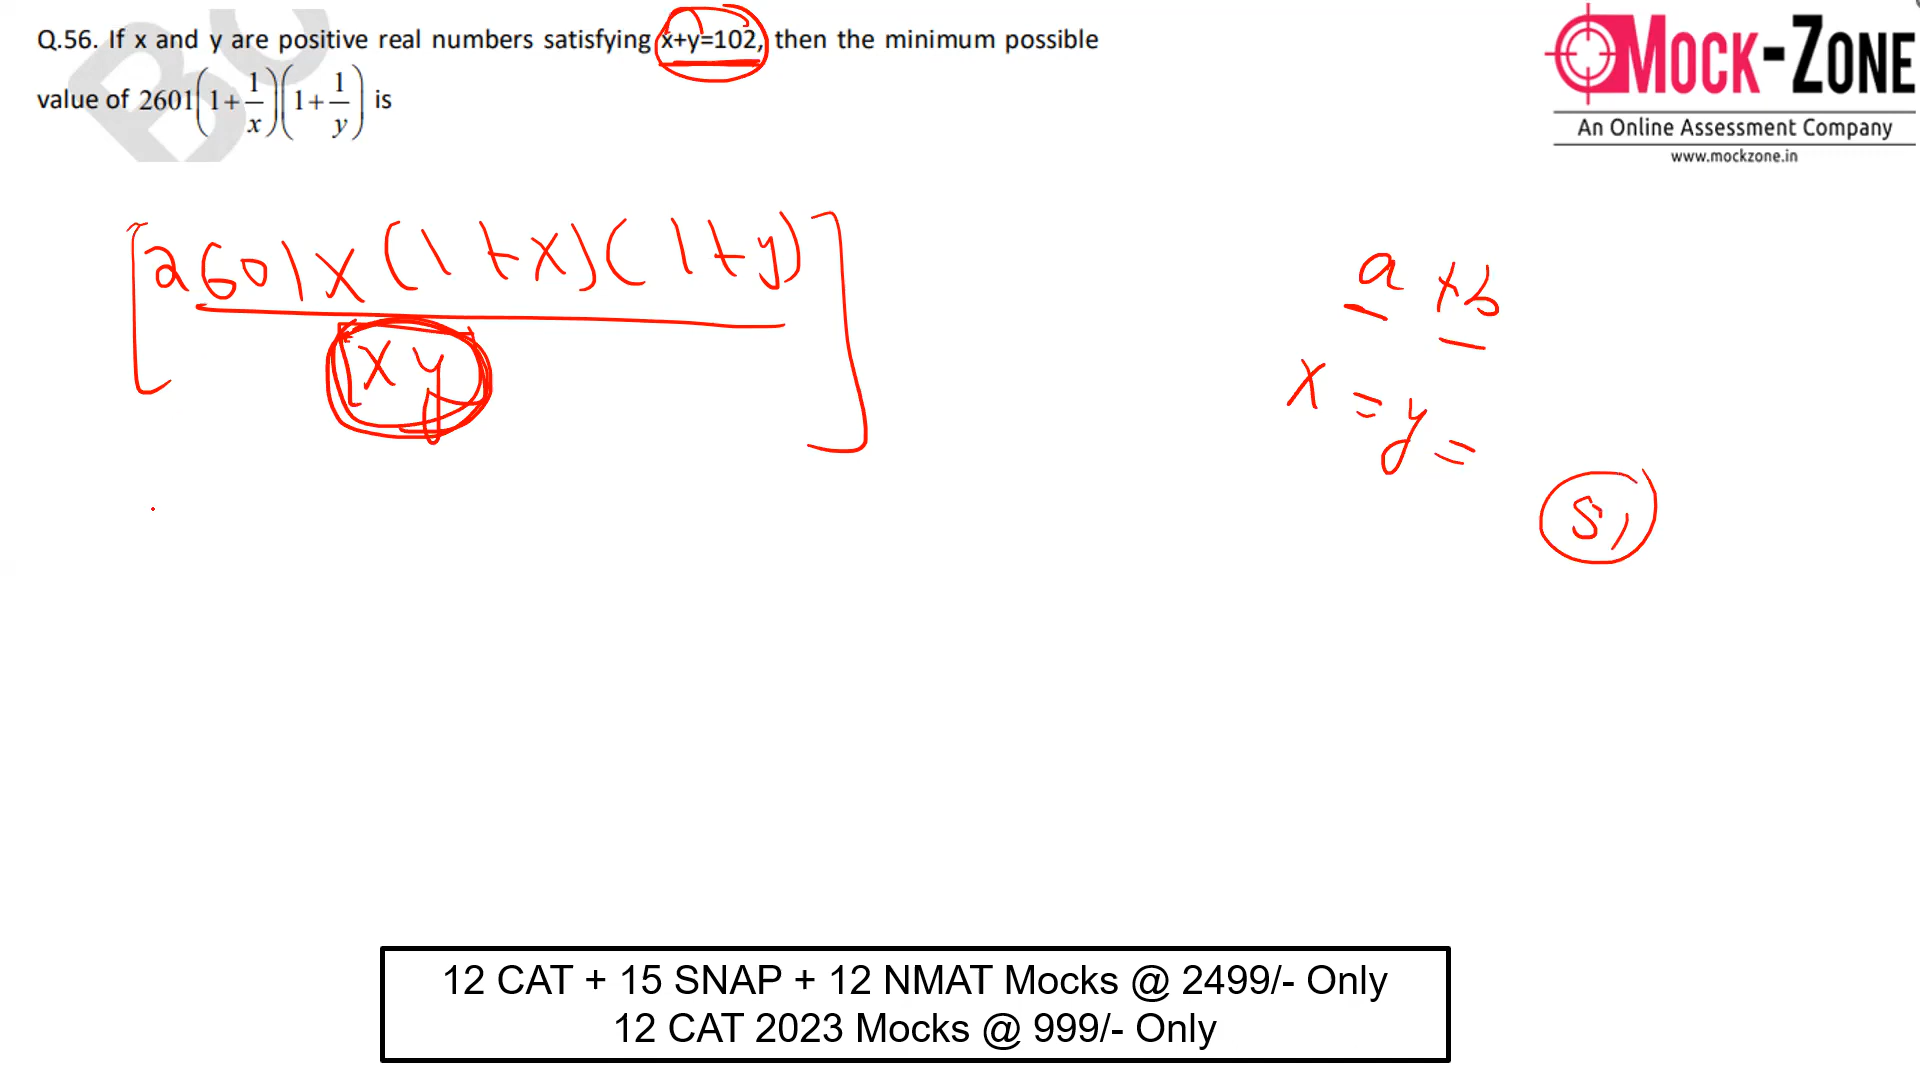 Q.56. If x and y are positive real numbers satisfying x+y=102, then the minimum possible
value of 2601(1+1/x)(1+1/y) is
MOCK-ZONE
An Online Assessment Company
www.mockzone.in
[2601 x (1+x)(1+y)]
xy
a+b
x = y =
51
12 CAT + 15 SNAP + 12 NMAT Mocks @ 2499/- Only
12 CAT 2023 Mocks @ 999/- Only